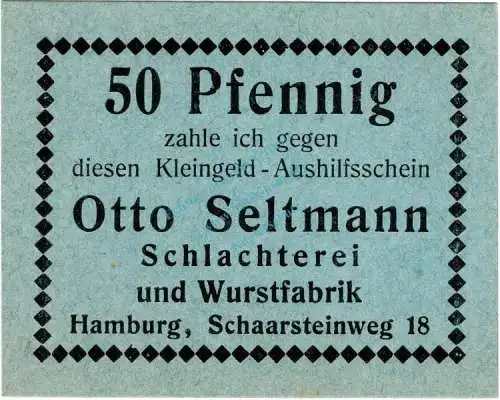 50 Pfennig
zahle ich gegen
diesen Kleingeld-Aushilfsschein
Otto Seltmann
Schlachterei
und Wurstfabrik
Hamburg, Schaarsteinweg 18